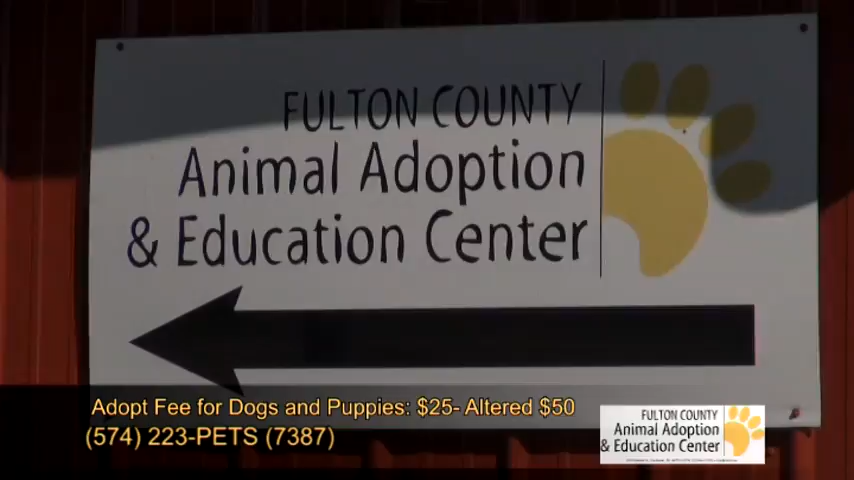 FULTON COUNTY
Animal Adoption
& Education Center
Adopt Fee for Dogs and Puppies: $25- Altered $50
(574) 223-PETS (7387)
FULTON COUNTY
Animal Adoption
& Education Center